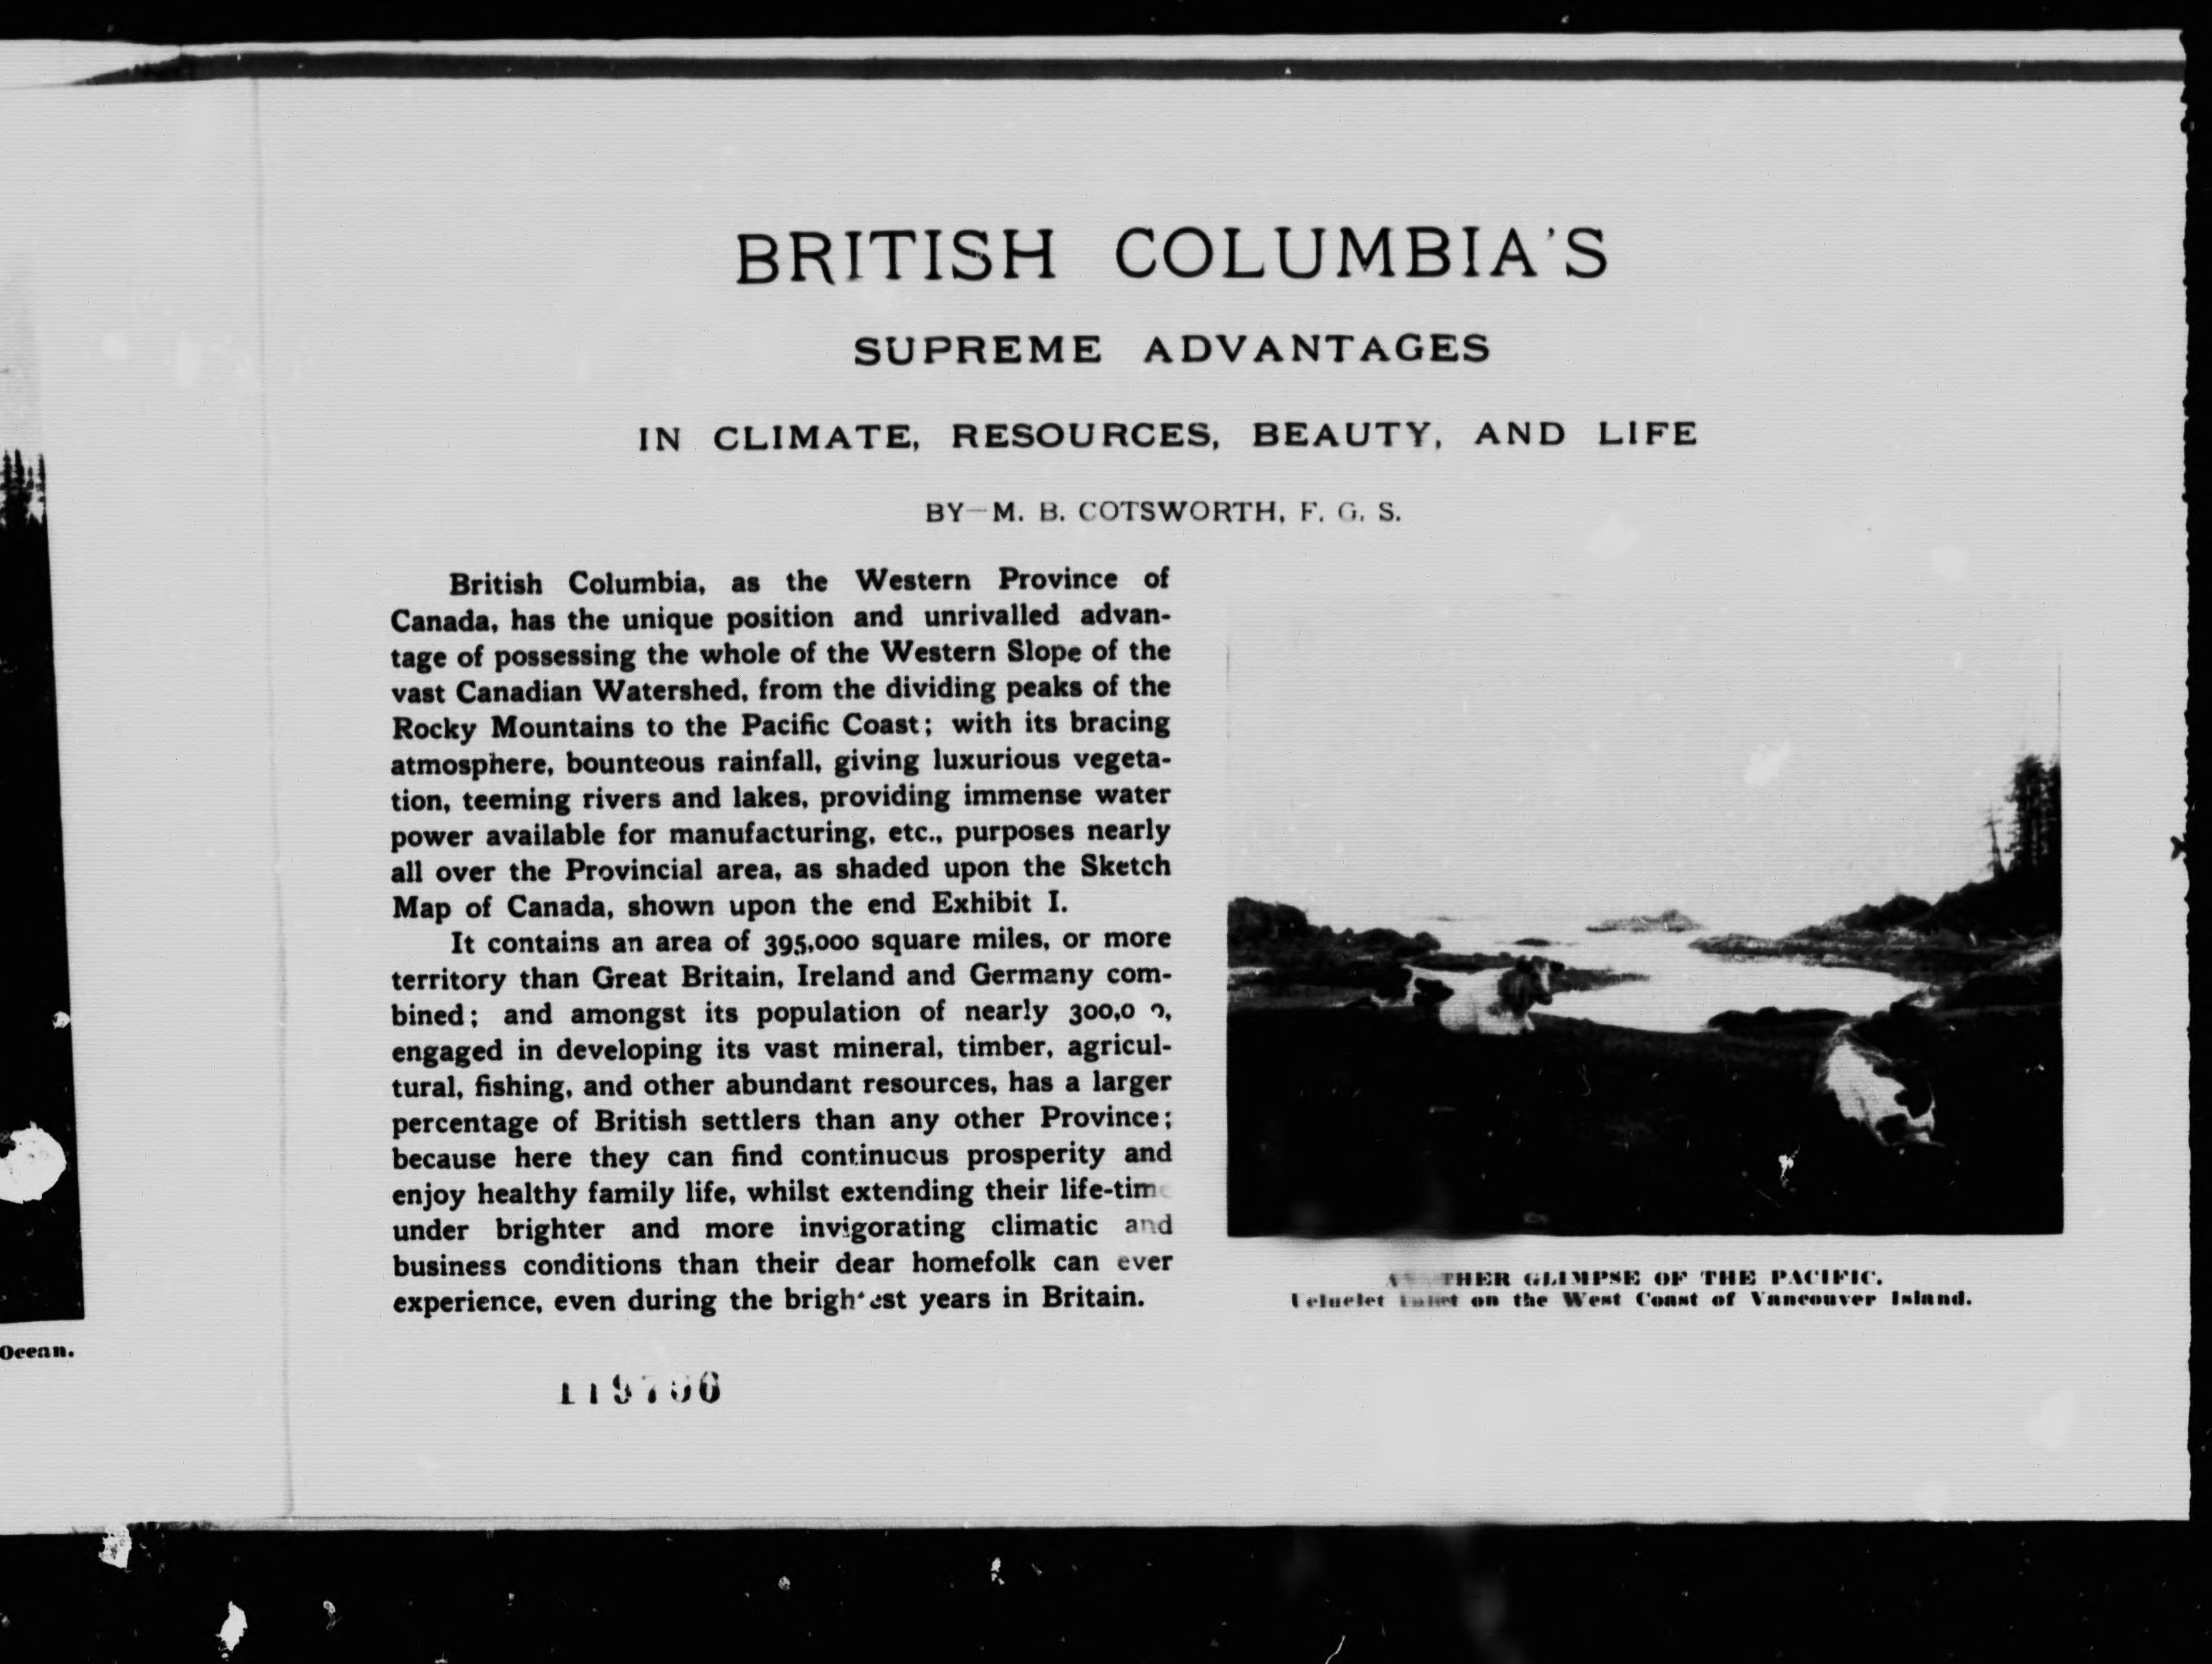 BRITISH COLUMBIA'S
SUPREME ADVANTAGES
IN CLIMATE, RESOURCES, BEAUTY, AND LIFE
BY—M. B. COTSWORTH, F. G. S.
British Columbia, as the Western Province of
Canada, has the unique position and unrivalled advan-
tage of possessing the whole of the Western Slope of the
vast Canadian Watershed, from the dividing peaks of the
Rocky Mountains to the Pacific Coast; with its bracing
atmosphere, bounteous rainfall, giving luxurious vegeta-
tion, teeming rivers and lakes, providing immense water
power available for manufacturing, etc., purposes nearly
all over the Provincial area, as shaded upon the Sketch
Map of Canada, shown upon the end Exhibit I.
It contains an area of 395,000 square miles, or more
territory than Great Britain, Ireland and Germany com-
bined; and amongst its population of nearly
engaged in developing its vast mineral, timber, agricul-
tural, fishing, and other abundant resources, has a larger
percentage of British settlers than any other Province;
because here they can find continuous prosperity and
enjoy healthy family life, whilst extending their life-time
under brighter and more invigorating climatic and
business conditions than their dear homefolk can ever
experience, even during the brightest years in Britain.
GLIMPSE OF THE PACIFIC.
Ucluelet Inlet on the West Coast of Vancouver Island.
Ocean.